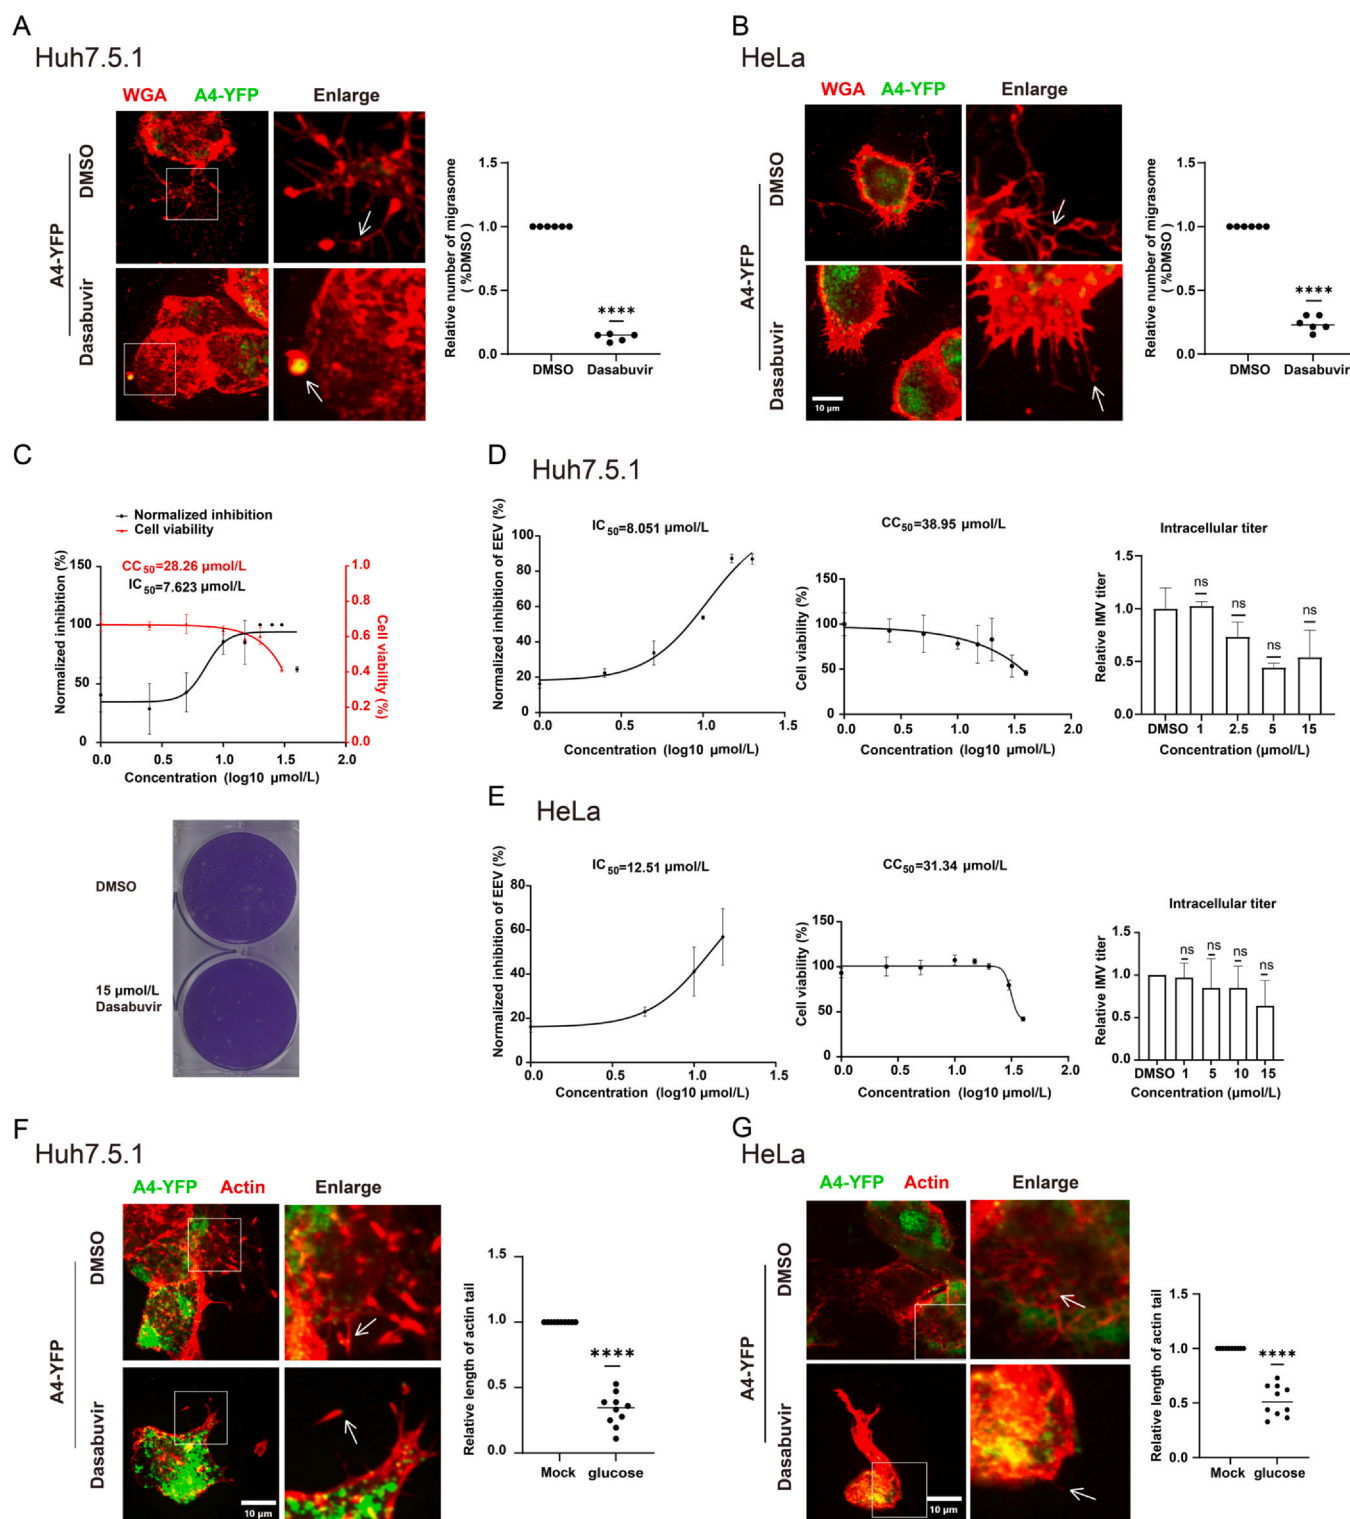 A
Huh7.5.1
WGA A4-YFP Enlarge
A4-YFP
DMSO
Dasabuvir
Relative number of migrasome
( %DMSO )
1.5
1.0
0.5
0.0
****
DMSO Dasabuvir
B
HeLa
WGA A4-YFP Enlarge
A4-YFP
DMSO
Dasabuvir
10 μm
Relative number of migrasome
( %DMSO )
1.5
1.0
0.5
0.0
****
DMSO Dasabuvir
C
Normalized inhibition
Cell viability
CC50=28.26 μmol/L
IC50=7.623 μmol/L
Normalized inhibition (%)
150
100
50
0
1.0
0.8
0.6
0.4
0.2
0.0
Cell viability (%)
0.0 0.5 1.0 1.5 2.0
Concentration (log10 μmol/L)
DMSO
15 μmol/L
Dasabuvir
D
Huh7.5.1
IC50=8.051 μmol/L
Normalized inhibition of EEV (%)
100
80
60
40
20
0
0.0 0.5 1.0 1.5
Concentration (log10 μmol/L)
CC50=38.95 μmol/L
Cell viability (%)
150
100
50
0
0.0 0.5 1.0 1.5 2.0
Concentration (log10 μmol/L)
Intracellular titer
Relative IMV titer
1.5
1.0
0.5
0.0
ns ns ns ns
DMSO 1 2.5 5 15
Concentration (μmol/L)
E
HeLa
IC50=12.51 μmol/L
Normalized inhibition of EEV (%)
80
60
40
20
0
0.0 0.5 1.0 1.5
Concentration (log10 μmol/L)
CC50=31.34 μmol/L
Cell viability (%)
150
100
50
0
0.0 0.5 1.0 1.5 2.0
Concentration (log10 μmol/L)
Intracellular titer
Relative IMV titer
1.5
1.0
0.5
0.0
ns ns ns ns
DMSO 1 5 10 15
Concentration (μmol/L)
F
Huh7.5.1
A4-YFP Actin Enlarge
A4-YFP
DMSO
Dasabuvir
10 μm
Relative length of actin tail
1.5
1.0
0.5
0.0
****
Mock glucose
G
HeLa
A4-YFP Actin Enlarge
A4-YFP
DMSO
Dasabuvir
10 μm
Relative length of actin tail
1.5
1.0
0.5
0.0
****
Mock glucose